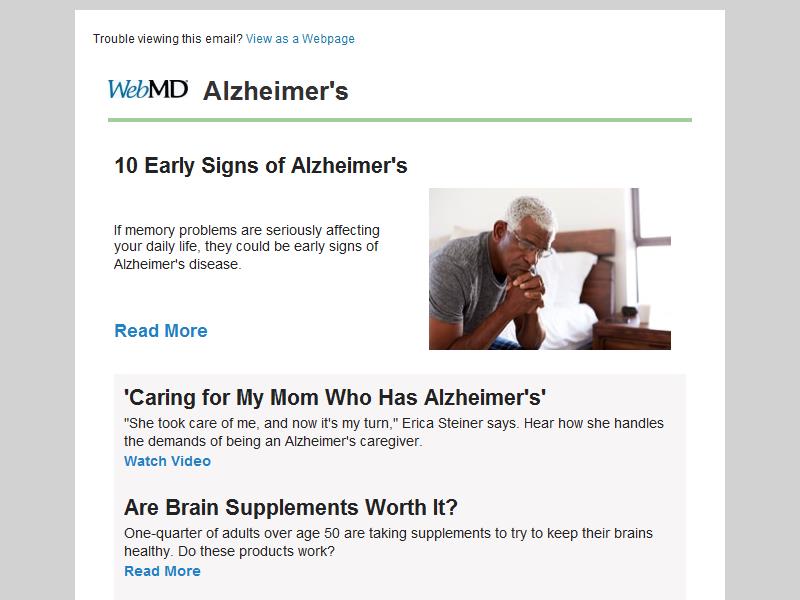 Trouble viewing this email? View as a Webpage
WebMD Alzheimer's
10 Early Signs of Alzheimer's
If memory problems are seriously affecting
your daily life, they could be early signs of
Alzheimer's disease.
Read More
'Caring for My Mom Who Has Alzheimer's'
"She took care of me, and now it's my turn," Erica Steiner says. Hear how she handles
the demands of being an Alzheimer's caregiver.
Watch Video
Are Brain Supplements Worth It?
One-quarter of adults over age 50 are taking supplements to try to keep their brains
healthy. Do these products work?
Read More